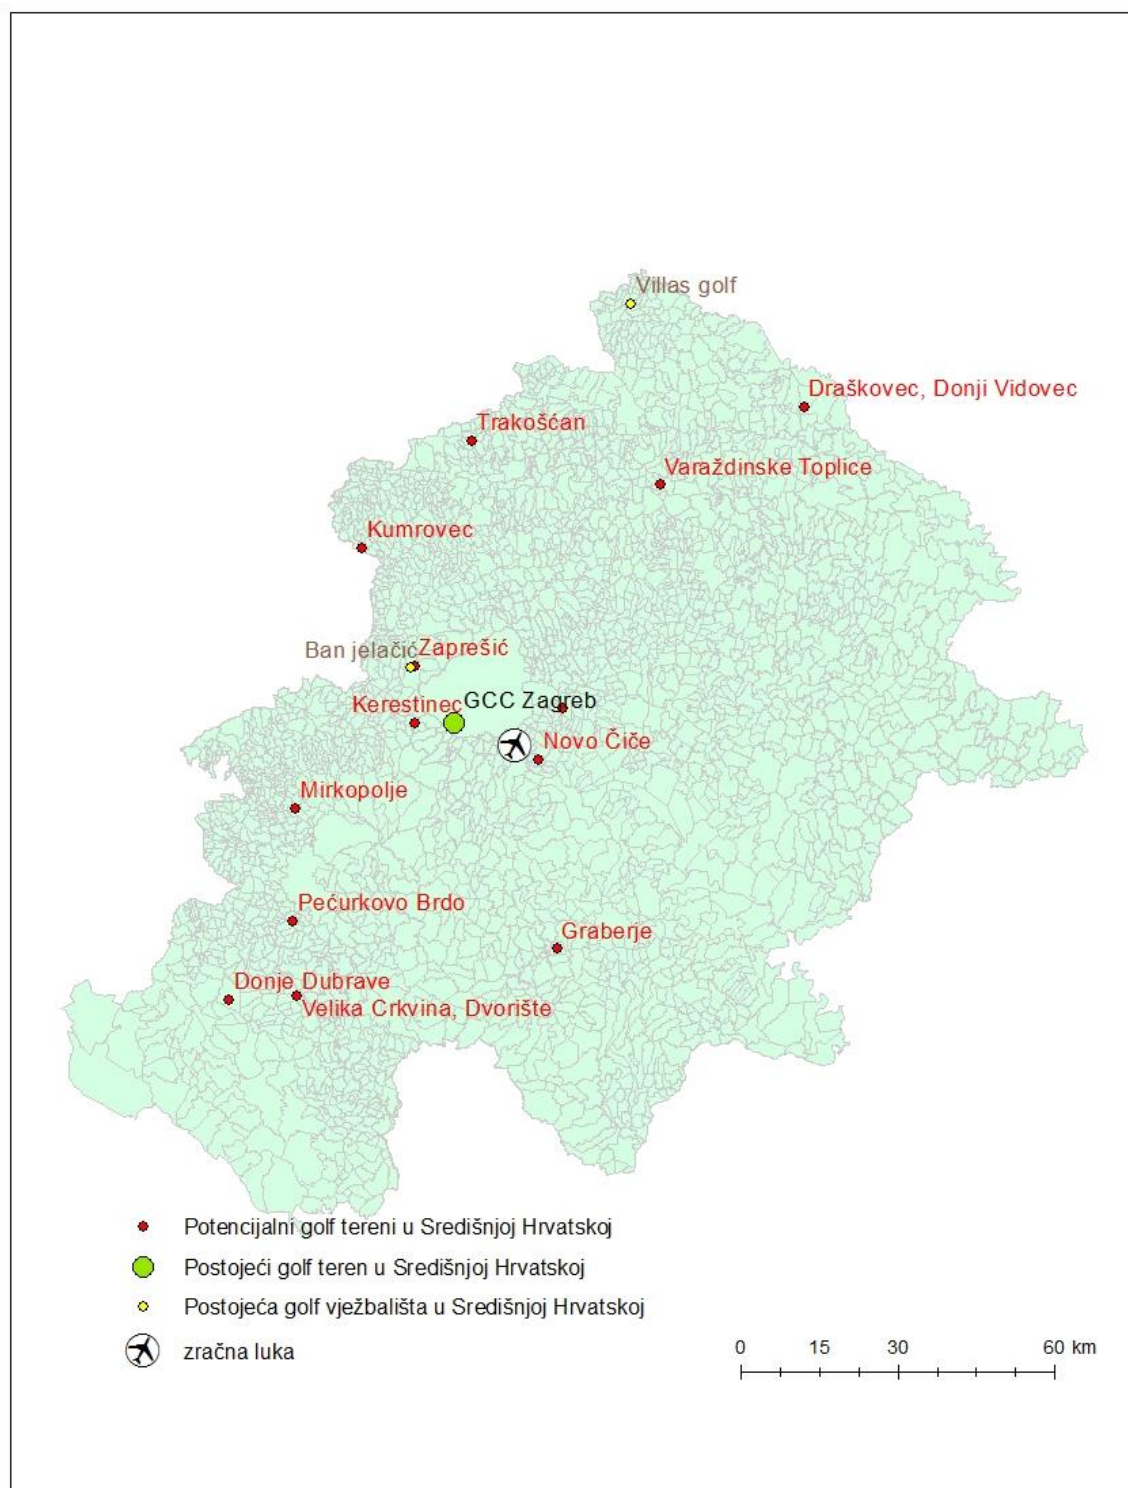 Villas golf
Draškovec, Donji Vidovec
Trakošćan
Varaždinske Toplice
Kumrovec
Ban jelačić
Zaprešić
Kerestinec
GCC Zagreb
Novo Čiče
Mirkopolje
Pećurkovo Brdo
Graberje
Donje Dubrave
Velika Crkvina, Dvorište
Potencijalni golf tereni u Središnjoj Hrvatskoj
Postojeći golf teren u Središnjoj Hrvatskoj
Postojeća golf vježbališta u Središnjoj Hrvatskoj
zračna luka
0 15 30 60 km